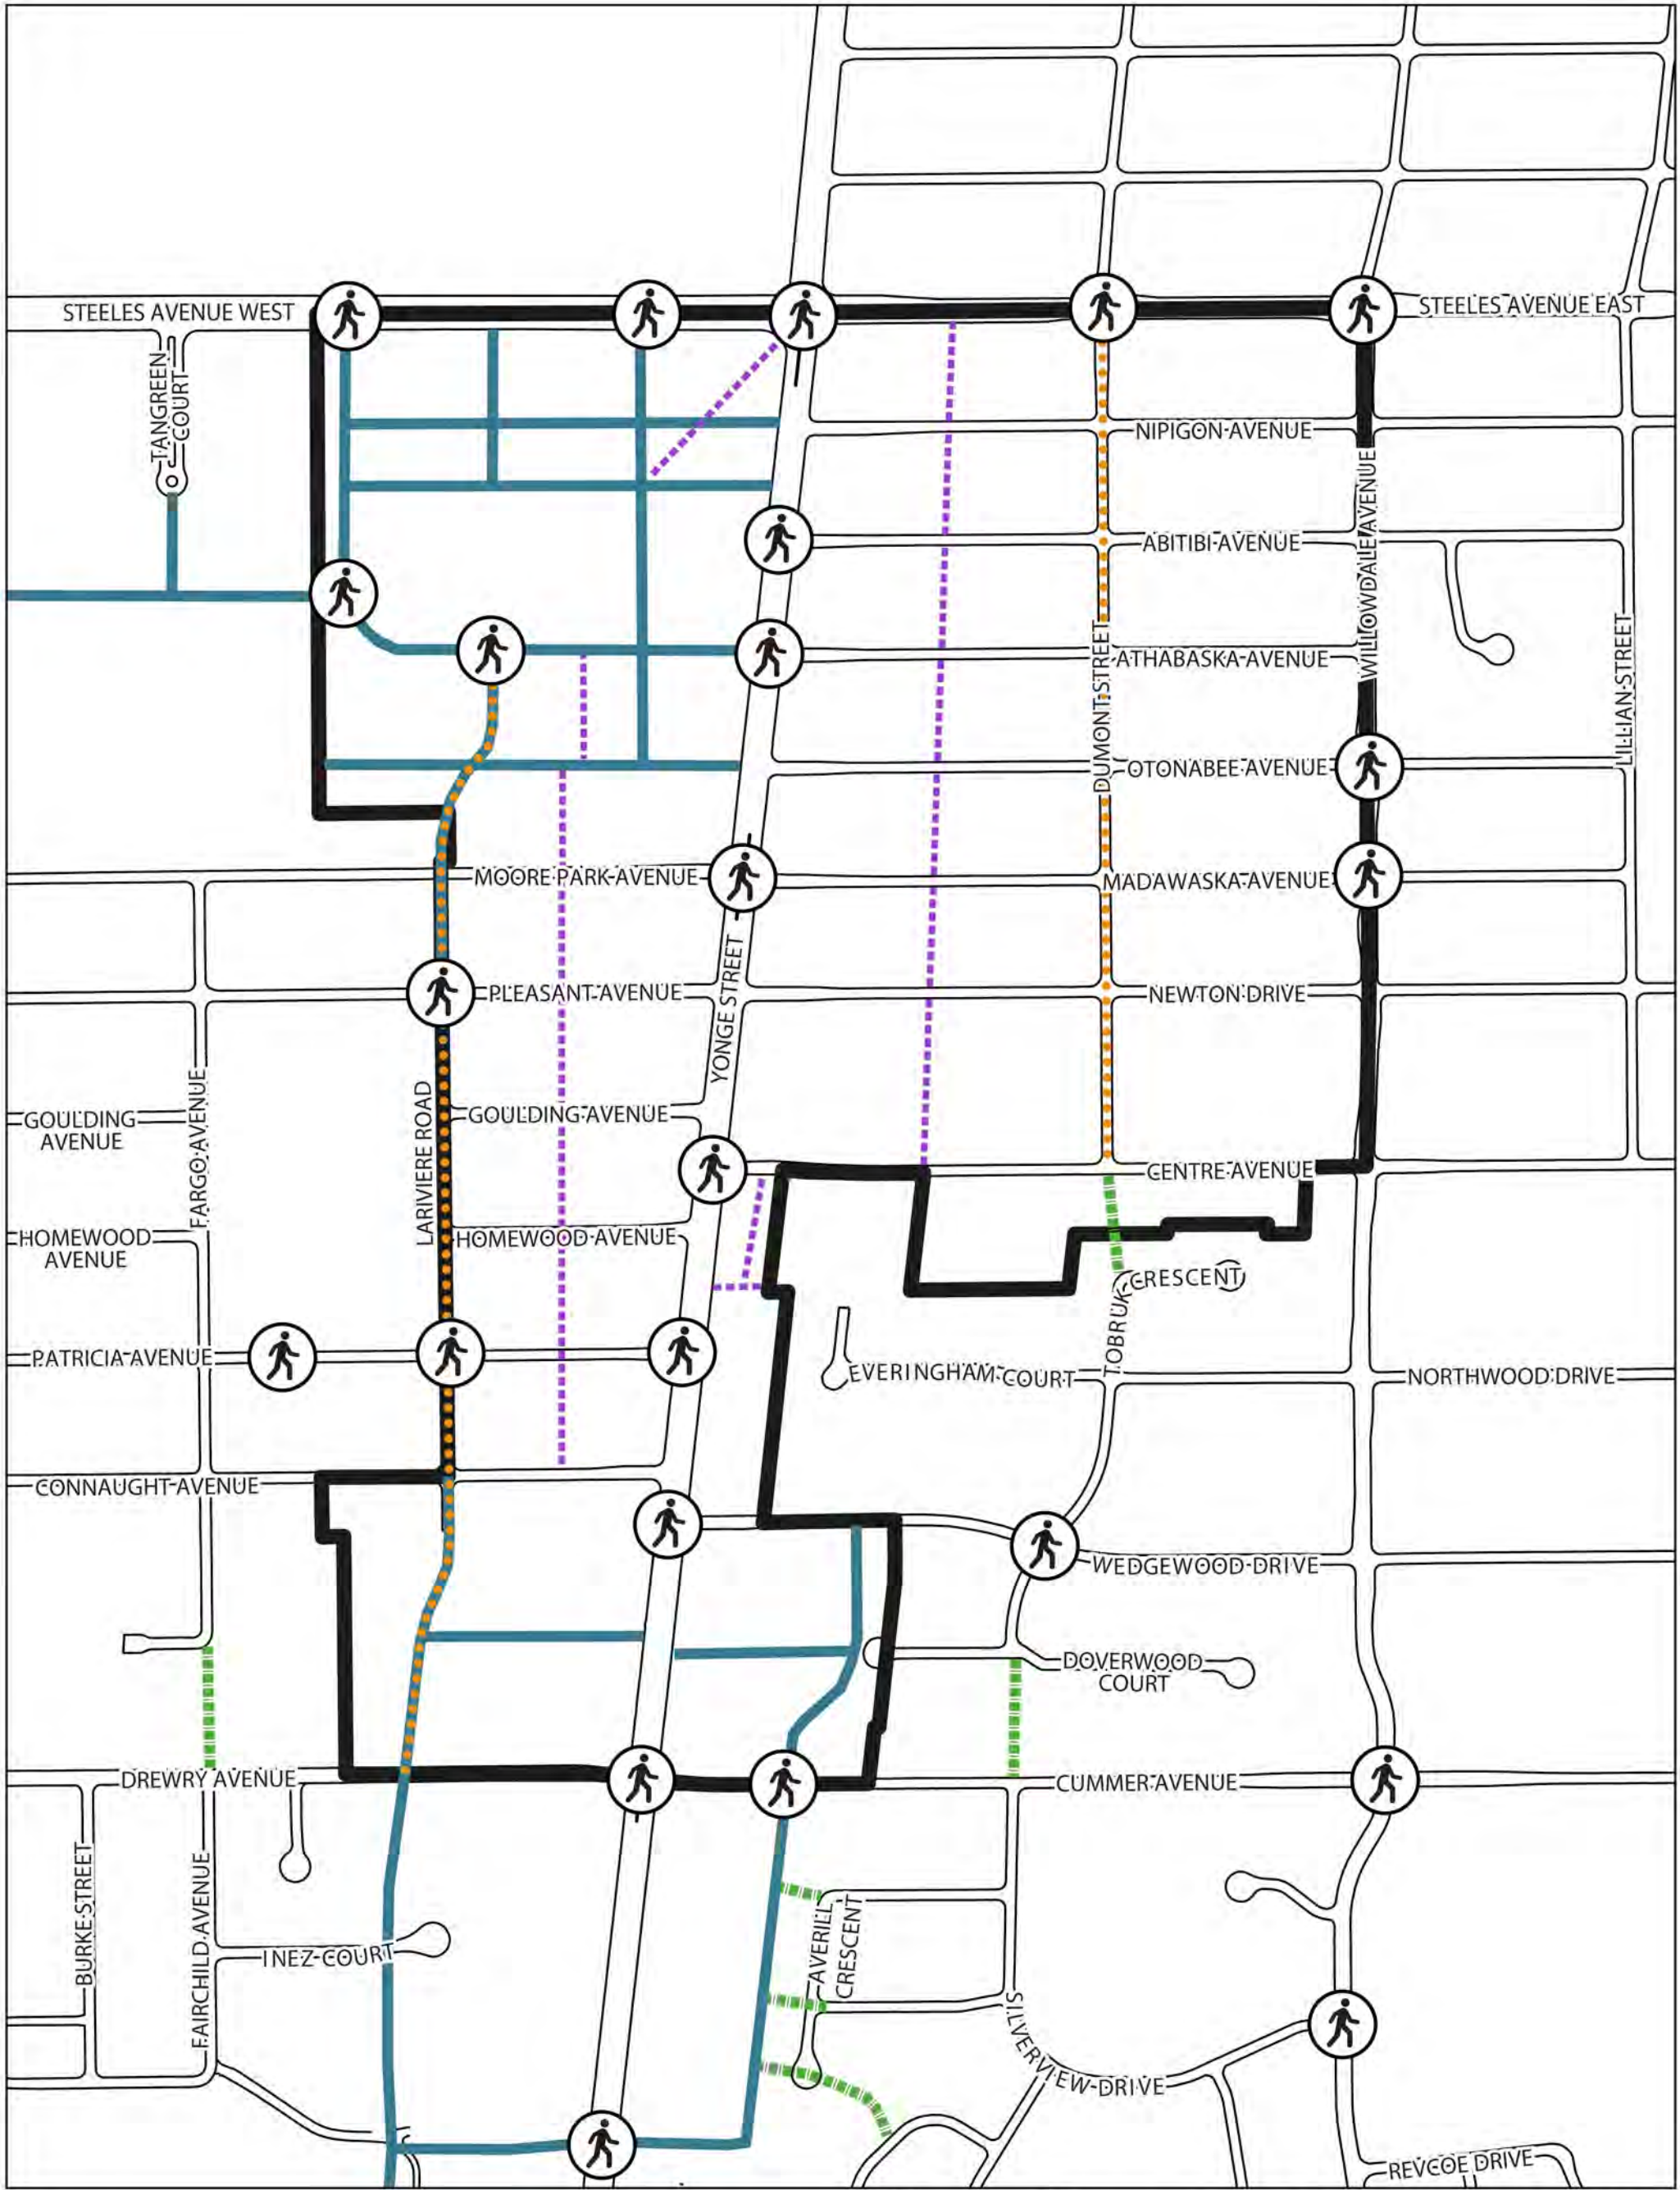 STEELES AVENUE WEST
STEELES AVENUE EAST
TANGREEN
COURT
NIPIGON AVENUE
WILLOWDALE AVENUE
ABITIBI AVENUE
LILLIAN STREET
DUMONT STREET
ATHABASKA AVENUE
OTONABEE AVENUE
MOORE PARK AVENUE
MADAWASKA AVENUE
YONGE STREET
PLEASANT AVENUE
NEWTON DRIVE
FARGO AVENUE
LARIVIERE ROAD
GOULDING
AVENUE
GOULDING AVENUE
CENTRE AVENUE
HOMEWOOD
AVENUE
HOMEWOOD AVENUE
TOBRUK
CRESCENT
PATRICIA AVENUE
EVERINGHAM COURT
NORTHWOOD DRIVE
CONNAUGHT AVENUE
WEDGEWOOD DRIVE
DOVERWOOD
COURT
DREWRY AVENUE
CUMMER AVENUE
BURKE STREET
FAIRCHILD AVENUE
INEZ COURT
AVERILL
CRESCENT
SILVERVIEW DRIVE
REVCOE DRIVE